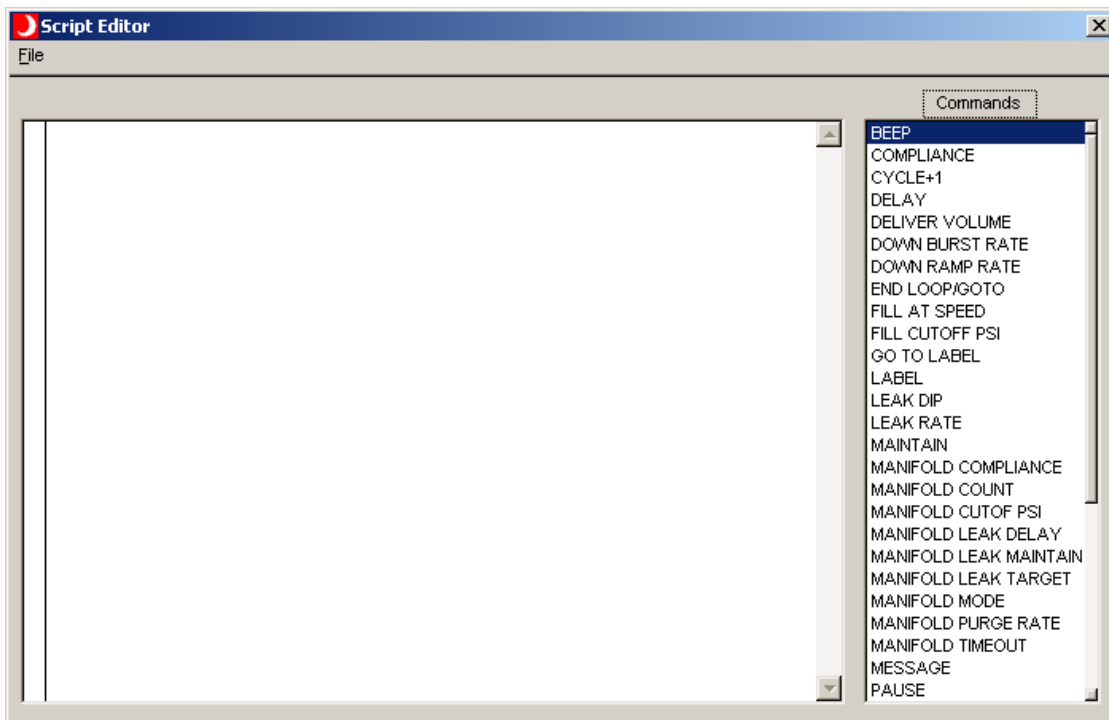 Script Editor
File
Commands
BEEP
COMPLIANCE
CYCLE+1
DELAY
DELIVER VOLUME
DOWN BURST RATE
DOWN RAMP RATE
END LOOP/GOTO
FILL AT SPEED
FILL CUTOFF PSI
GO TO LABEL
LABEL
LEAK DIP
LEAK RATE
MAINTAIN
MANIFOLD COMPLIANCE
MANIFOLD COUNT
MANIFOLD CUTOF PSI
MANIFOLD LEAK DELAY
MANIFOLD LEAK MAINTAIN
MANIFOLD LEAK TARGET
MANIFOLD MODE
MANIFOLD PURGE RATE
MANIFOLD TIMEOUT
MESSAGE
PAUSE